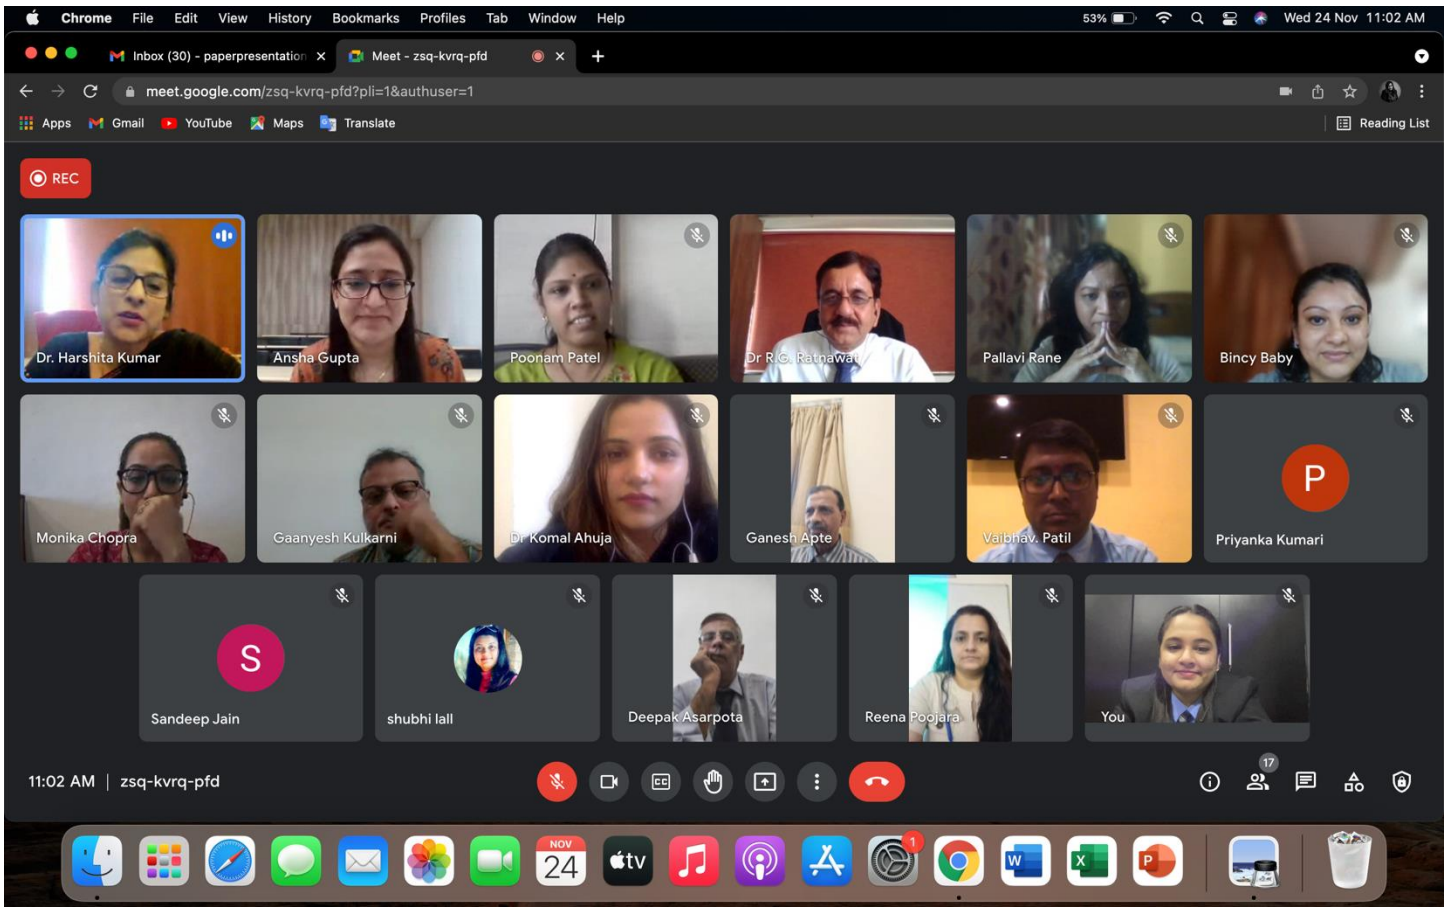 Chrome File Edit View History Bookmarks Profiles Tab Window Help 53% Wed 24 Nov 11:02 AM
Inbox (30) - paperpresentation Meet - zsq-kvrq-pfd
meet.google.com/zsq-kvrq-pfd?pli=1&authuser=1
Apps Gmail YouTube Maps Translate Reading List
REC
Dr. Harshita Kumar Ansha Gupta Poonam Patel Dr R.G. Ratnawat Pallavi Rane Bincy Baby
P
Monika Chopra Gaanyesh Kulkarni Dr Komal Ahuja Ganesh Apte Vaibhav. Patil Priyanka Kumari
S
Sandeep Jain shubhi lall Deepak Asarpota Reena Poojara You
17
11:02 AM | zsq-kvrq-pfd CC
NOV 1
24 tv W X P